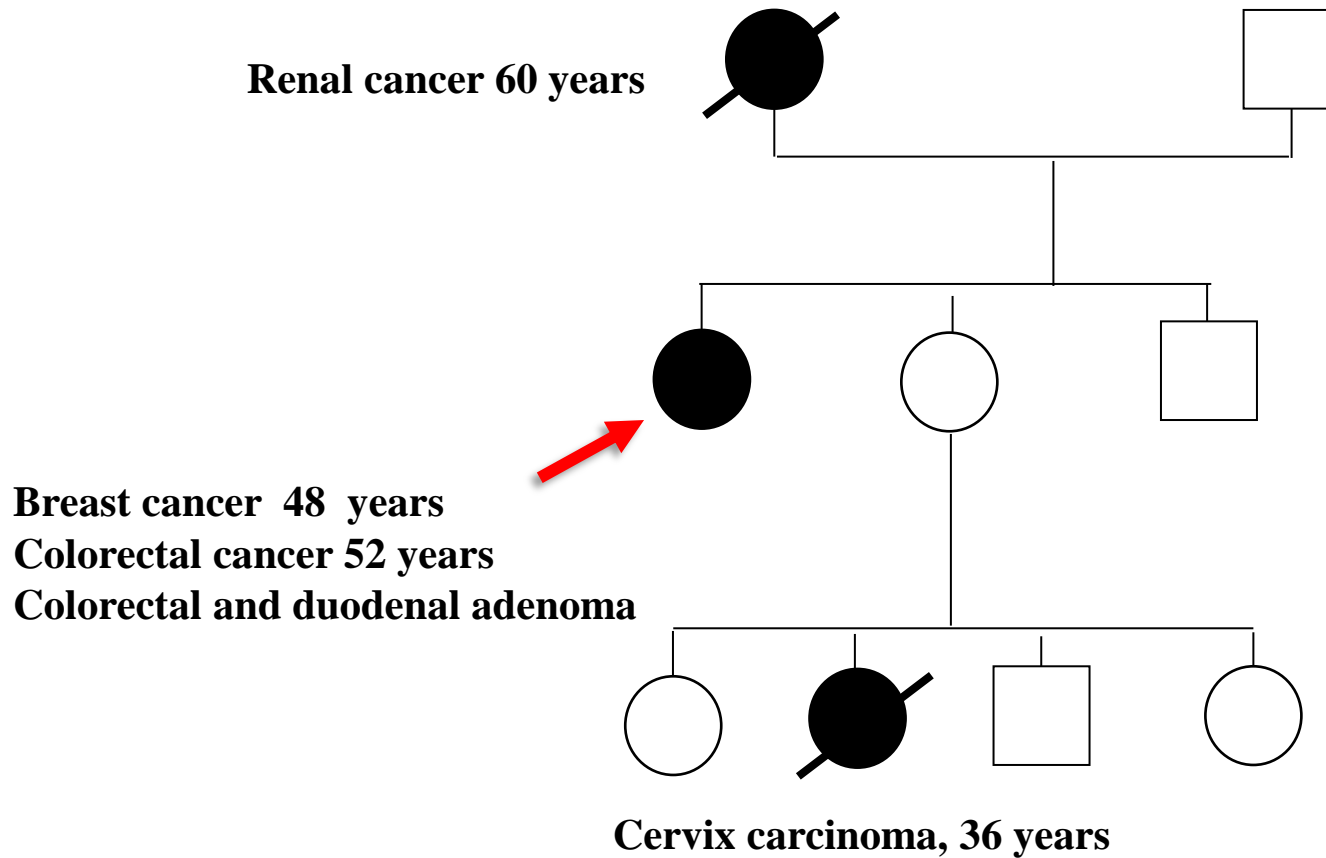 Renal cancer 60 years
Breast cancer 48 years
Colorectal cancer 52 years
Colorectal and duodenal adenoma
Cervix carcinoma, 36 years